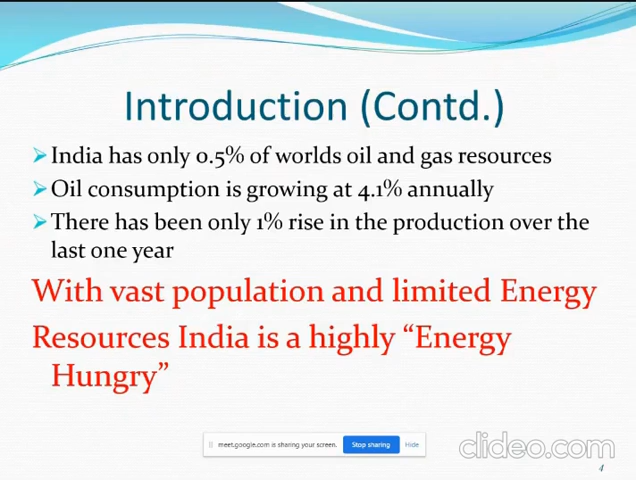 Introduction (Contd.)
India has only 0.5% of worlds oil and gas resources
Oil consumption is growing at 4.1% annually
There has been only 1% rise in the production over the
last one year
With vast population and limited Energy
Resources India is a highly “Energy
Hungry”
meet.google.com is sharing your screen. Stop sharing Hide
clideo.com
4